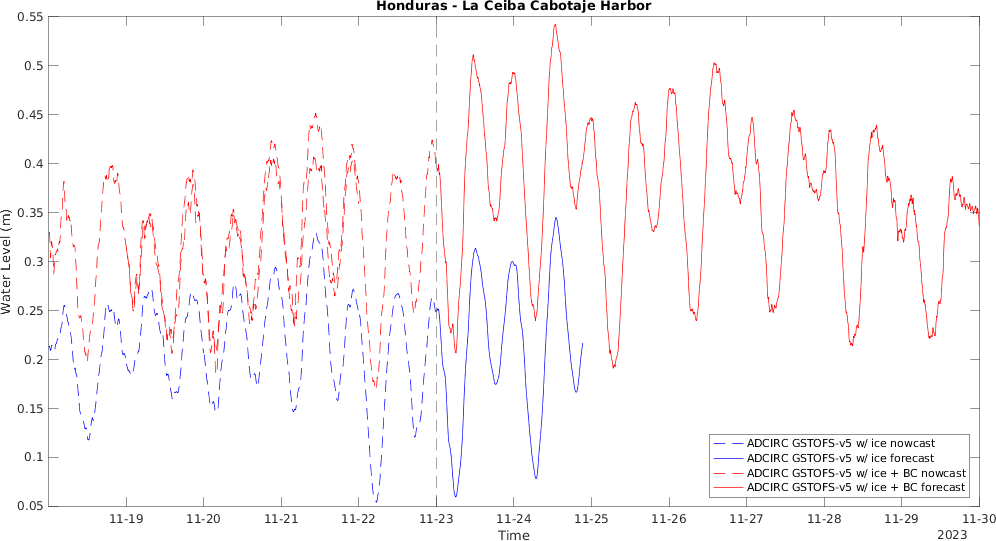 Honduras - La Ceiba Cabotaje Harbor
0.55
0.5
0.45
0.4
0.35
0.3
0.25
0.2
0.15
0.1
0.05
Water Level (m)
ADCIRC GSTOFS-v5 w/ ice nowcast
ADCIRC GSTOFS-v5 w/ ice forecast
ADCIRC GSTOFS-v5 w/ ice + BC nowcast
ADCIRC GSTOFS-v5 w/ ice + BC forecast
11-19 11-20 11-21 11-22 11-23 11-24 11-25 11-26 11-27 11-28 11-29 11-30
Time
2023